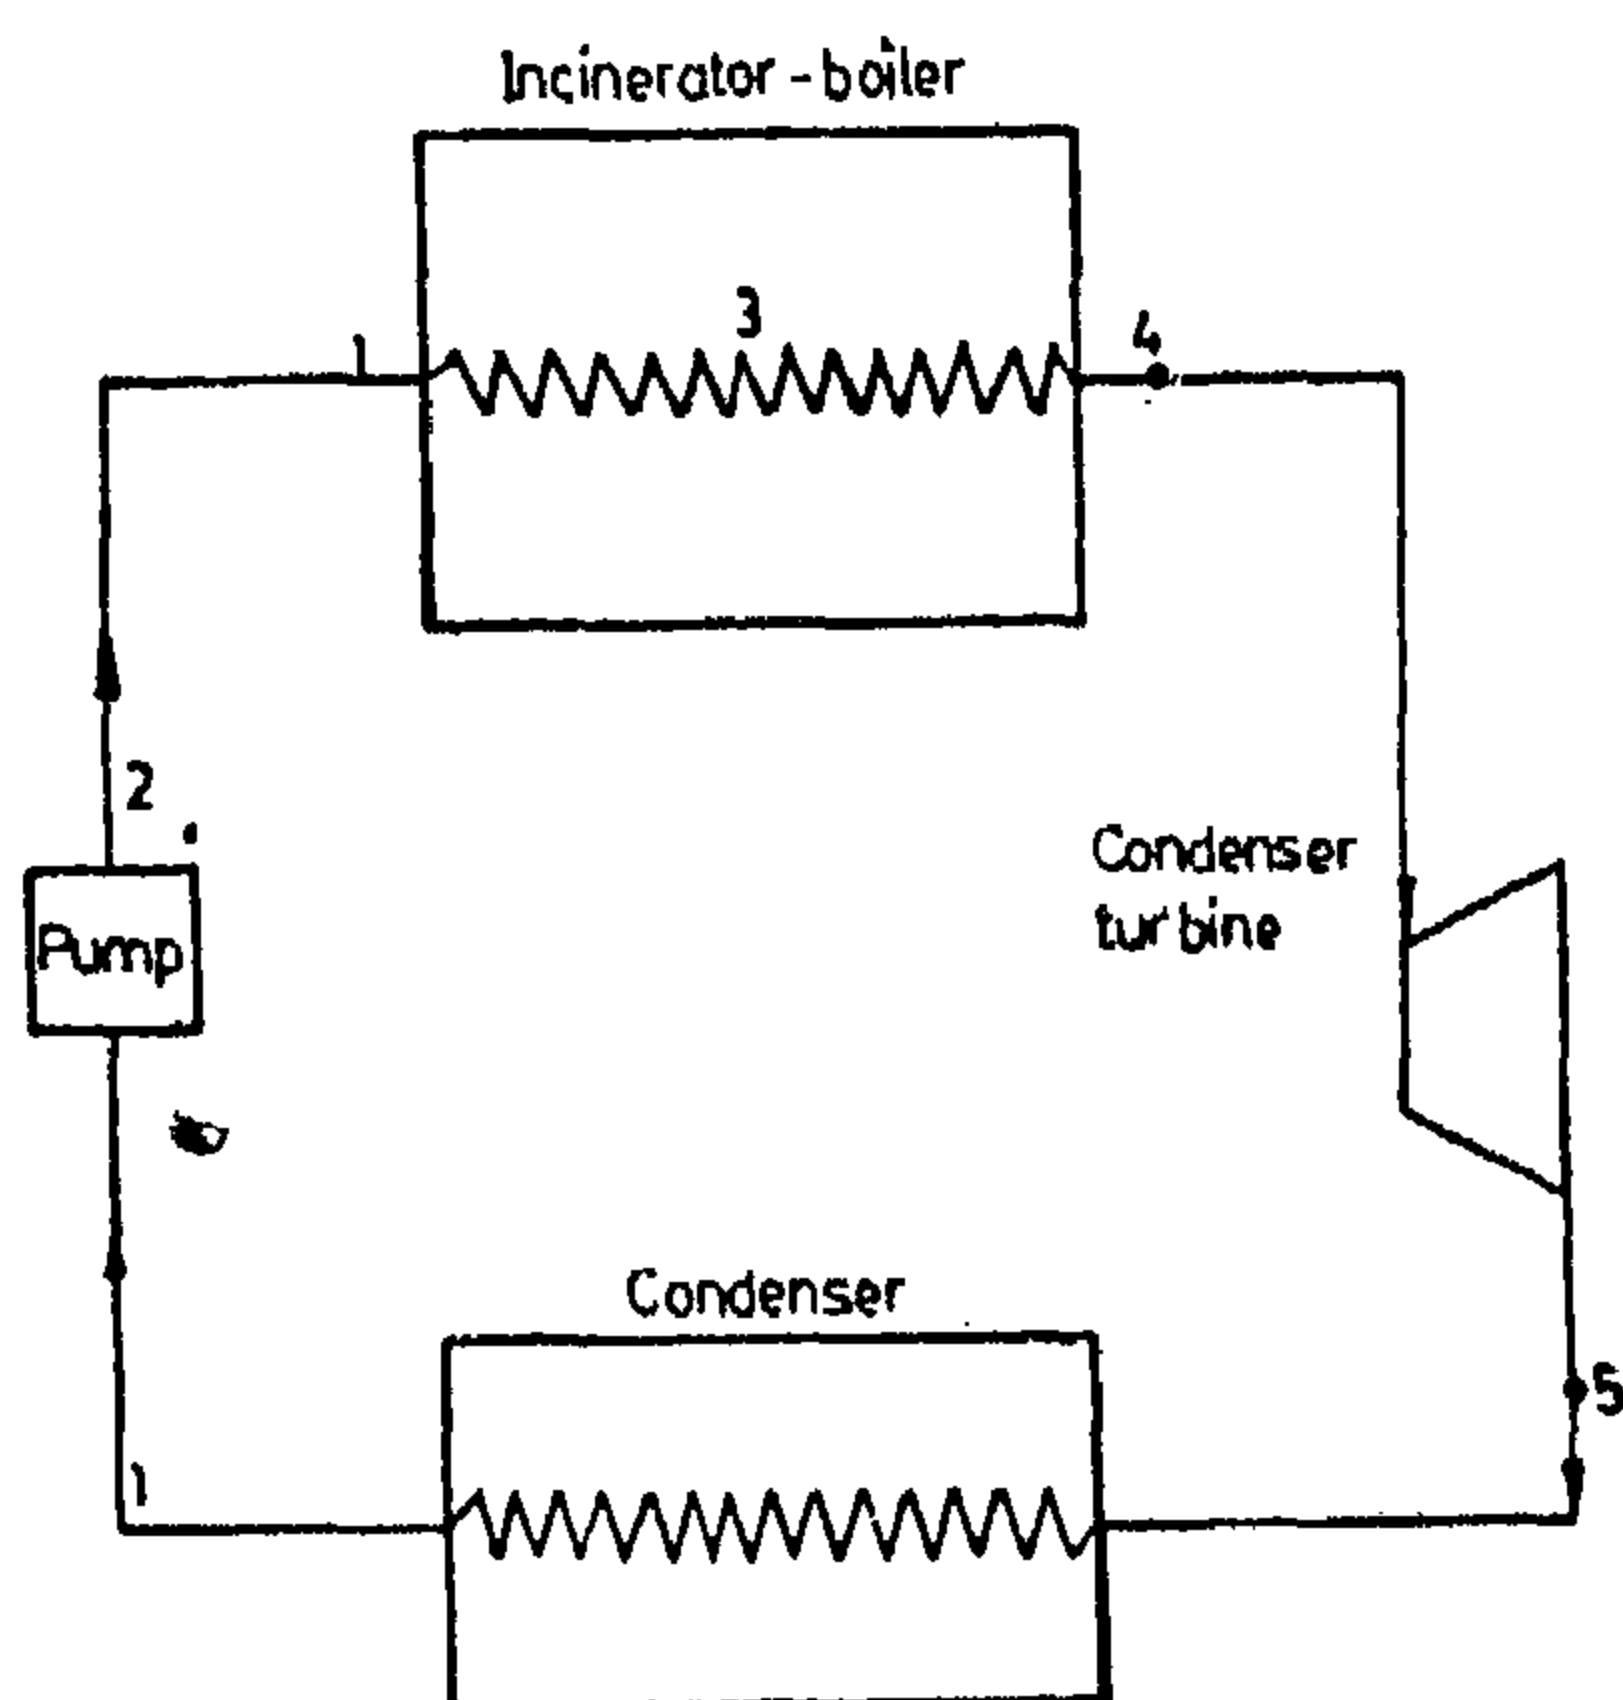 Incinerator - boiler
3
1
4
2
Pump
Condenser
turbine
Condenser
5
1